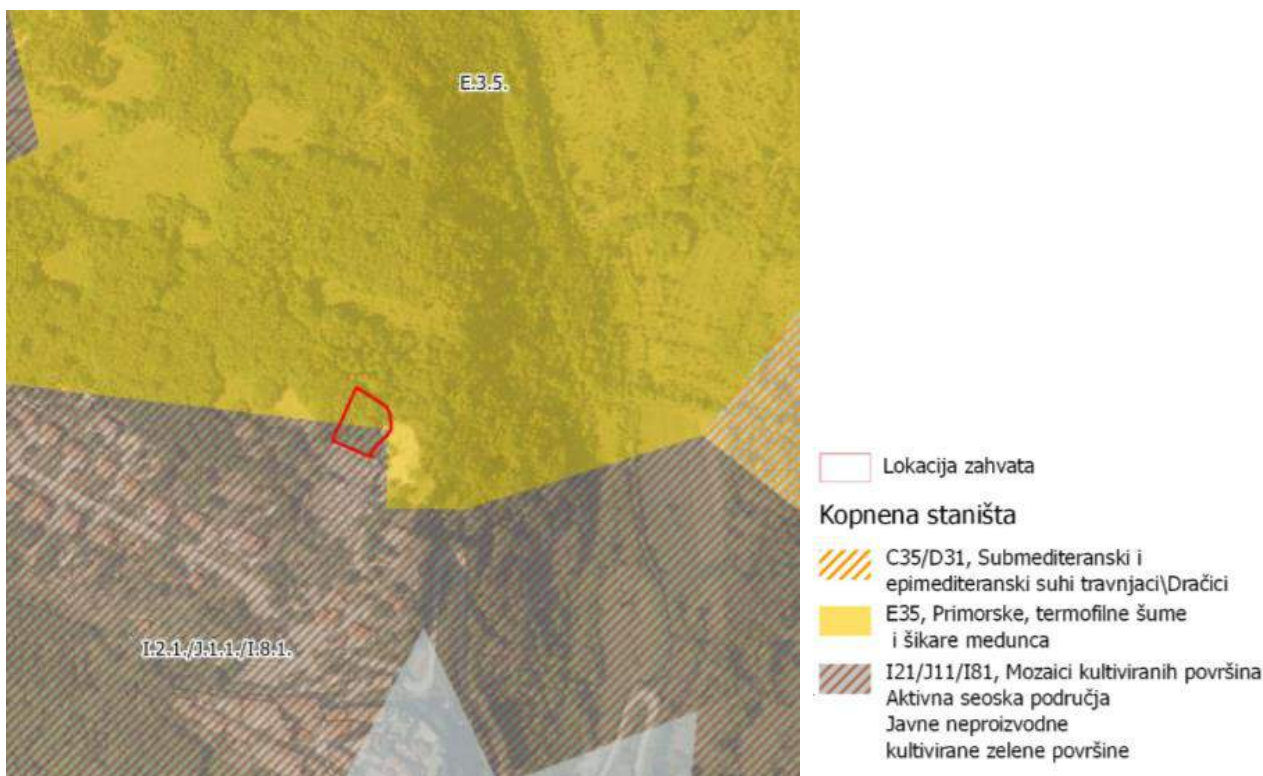 E.3.5.
I.2.1./J.1.1./I.8.1.
Lokacija zahvata
Kopnena staništa
C35/D31, Submediteranski i
epimediteranski suhi travnjaci\Dračici
E35, Primorske, termofilne šume
i šikare medunca
I21/J11/I81, Mozaici kultiviranih površina
Aktivna seoska područja
Javne neproizvodne
kultivirane zelene površine